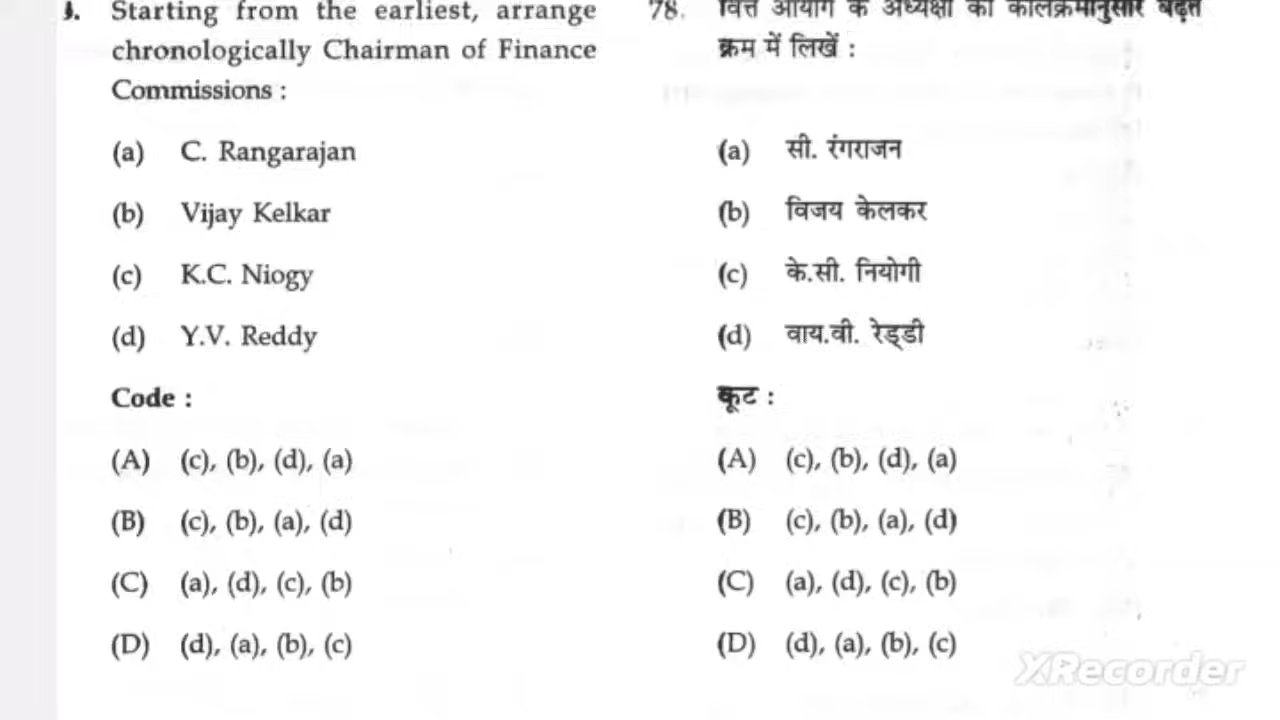 Starting from the earliest, arrange
chronologically Chairman of Finance
Commissions :
(a) C. Rangarajan
(b) Vijay Kelkar
(c) K.C. Niogy
(d) Y.V. Reddy
Code :
(A) (c), (b), (d), (a)
(B) (c), (b), (a), (d)
(C) (a), (d), (c), (b)
(D) (d), (a), (b), (c)
78. वित्त आयोग के अध्यक्षों को कालक्रमानुसार बढ़ते
क्रम में लिखें :
(a) सी. रंगराजन
(b) विजय केलकर
(c) के.सी. नियोगी
(d) वाय.वी. रेड्डी
कूट :
(A) (c), (b), (d), (a)
(B) (c), (b), (a), (d)
(C) (a), (d), (c), (b)
(D) (d), (a), (b), (c)
XRecorder